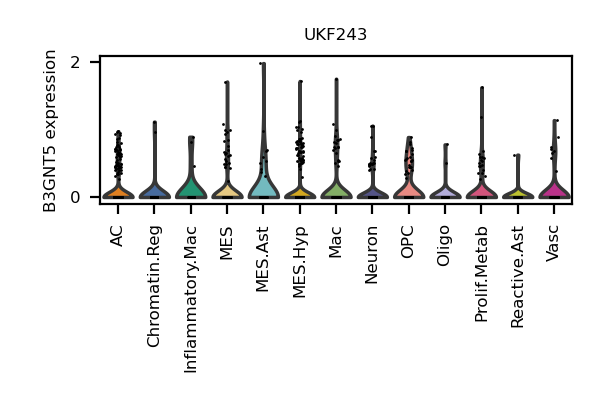 UKF243
B3GNT5 expression
2
0
AC
Chromatin.Reg
Inflammatory.Mac
MES
MES.Ast
MES.Hyp
Mac
Neuron
OPC
Oligo
Prolif.Metab
Reactive.Ast
Vasc